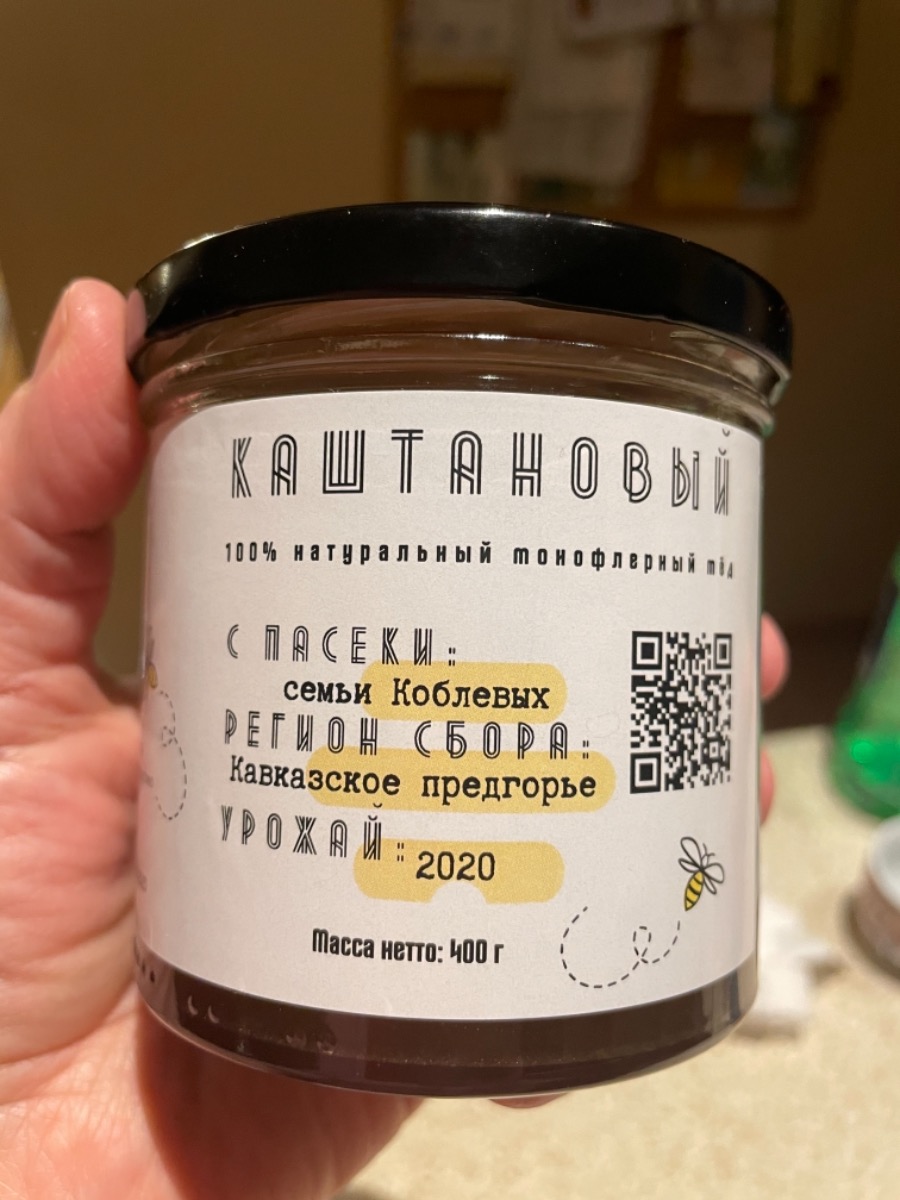 КАШТАНОВЫЙ
100% натуральный монофлерный мёд
С ПАСЕКИ:
семьи Коблевых
РЕГИОН СБОРА:
Кавказское предгорье
УРОЖАЙ:
2020
Масса нетто: 400 г